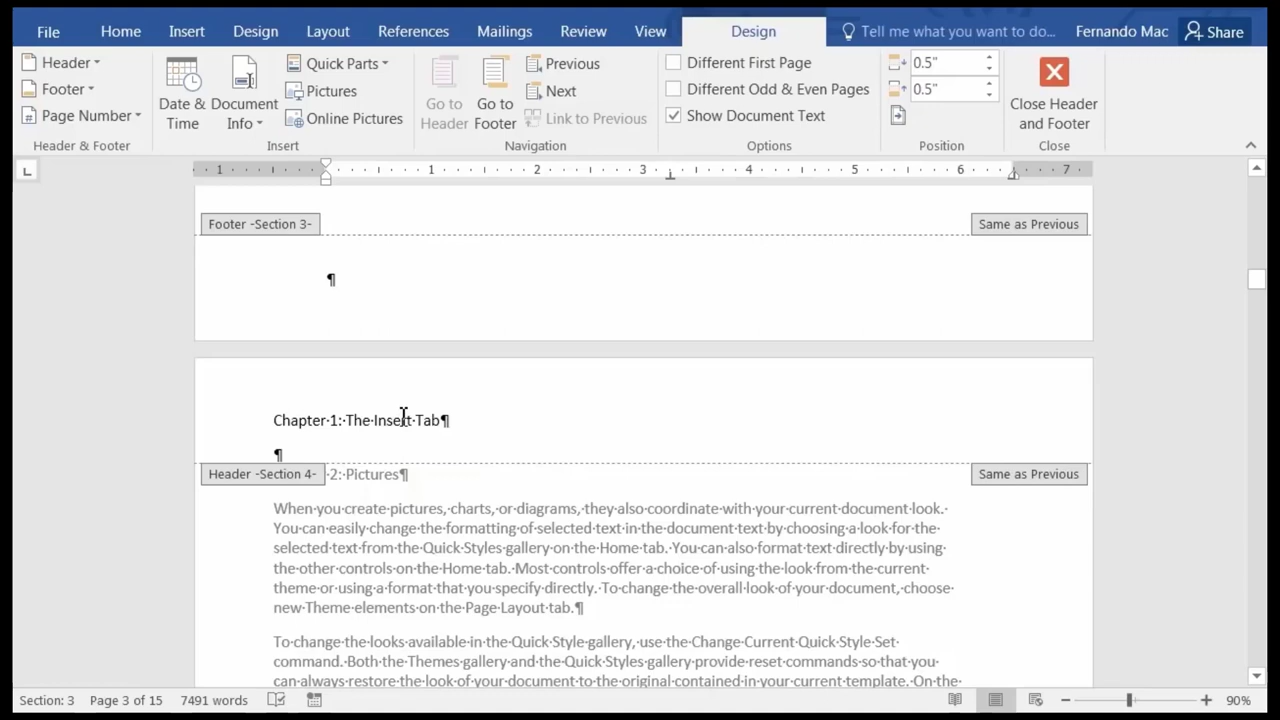 File Home Insert Design Layout References Mailings Review View Design Tell me what you want to do... Fernando Mac Share
Header
Footer
Page Number
Header & Footer
Date & Time
Document Info
Quick Parts
Pictures
Online Pictures
Insert
Go to Header
Go to Footer
Previous
Next
Link to Previous
Navigation
Different First Page
Different Odd & Even Pages
Show Document Text
Options
0.5"
0.5"
Position
Close Header and Footer
Close
L 1 1 2 3 4 5 6 7
Footer -Section 3- Same as Previous
¶
Chapter·1:·The·Insert·Tab¶
¶
Header -Section 4- ·2:·Pictures¶ Same as Previous
When·you·create·pictures,·charts,·or·diagrams,·they·also·coordinate·with·your·current·document·look.·
You·can·easily·change·the·formatting·of·selected·text·in·the·document·text·by·choosing·a·look·for·the·
selected·text·from·the·Quick·Styles·gallery·on·the·Home·tab.·You·can·also·format·text·directly·by·using·
the·other·controls·on·the·Home·tab.·Most·controls·offer·a·choice·of·using·the·look·from·the·current·
theme·or·using·a·format·that·you·specify·directly.·To·change·the·overall·look·of·your·document,·choose·
new·Theme·elements·on·the·Page·Layout·tab.¶
To·change·the·looks·available·in·the·Quick·Style·gallery,·use·the·Change·Current·Quick·Style·Set·
command.·Both·the·Themes·gallery·and·the·Quick·Styles·gallery·provide·reset·commands·so·that·you·
can·always·restore·the·look·of·your·document·to·the·original·contained·in·your·current·template.·On·the·
Section: 3 Page 3 of 15 7491 words 90%